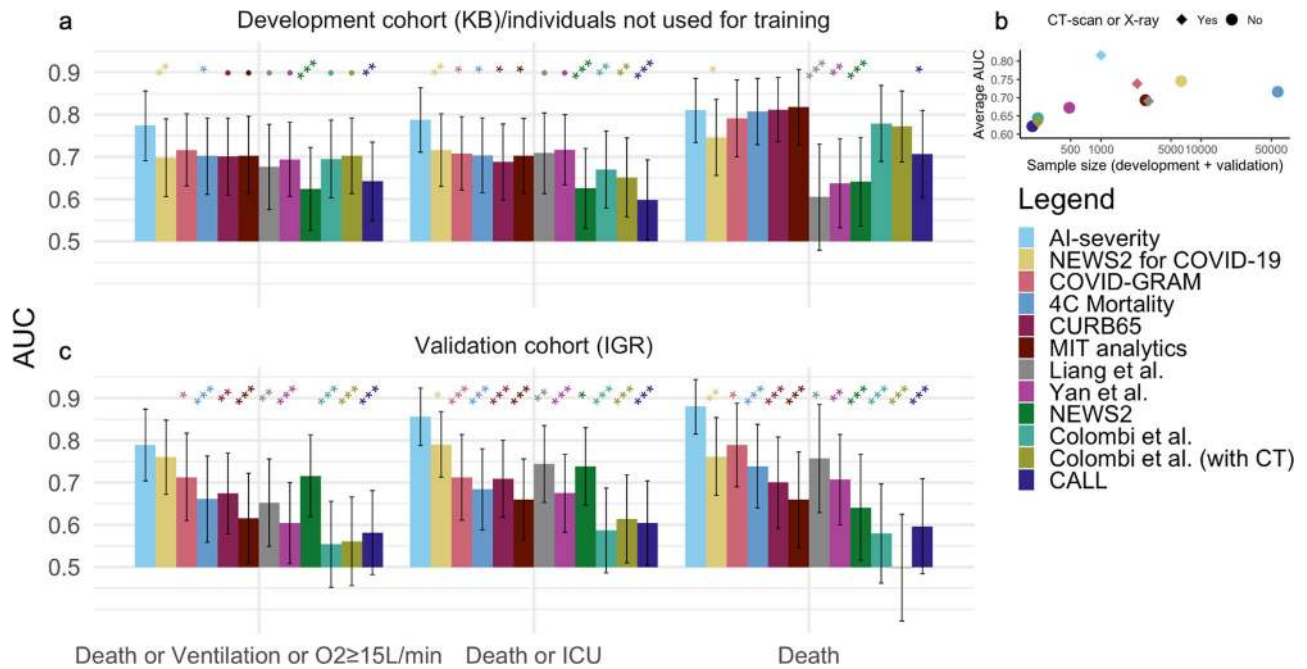 a
Development cohort (KB)/individuals not used for training
0.9
0.8
0.7
0.6
0.5
b
CT-scan or X-ray Yes No
Average AUC
0.80
0.75
0.70
0.65
0.60
500 1000 5000 10000 50000
Sample size (development + validation)
Legend
AI-severity
NEWS2 for COVID-19
COVID-GRAM
4C Mortality
CURB65
MIT analytics
Liang et al.
Yan et al.
NEWS2
Colombi et al.
Colombi et al. (with CT)
CALL
AUC
c
Validation cohort (IGR)
0.9
0.8
0.7
0.6
0.5
Death or Ventilation or O2≥15L/min Death or ICU Death